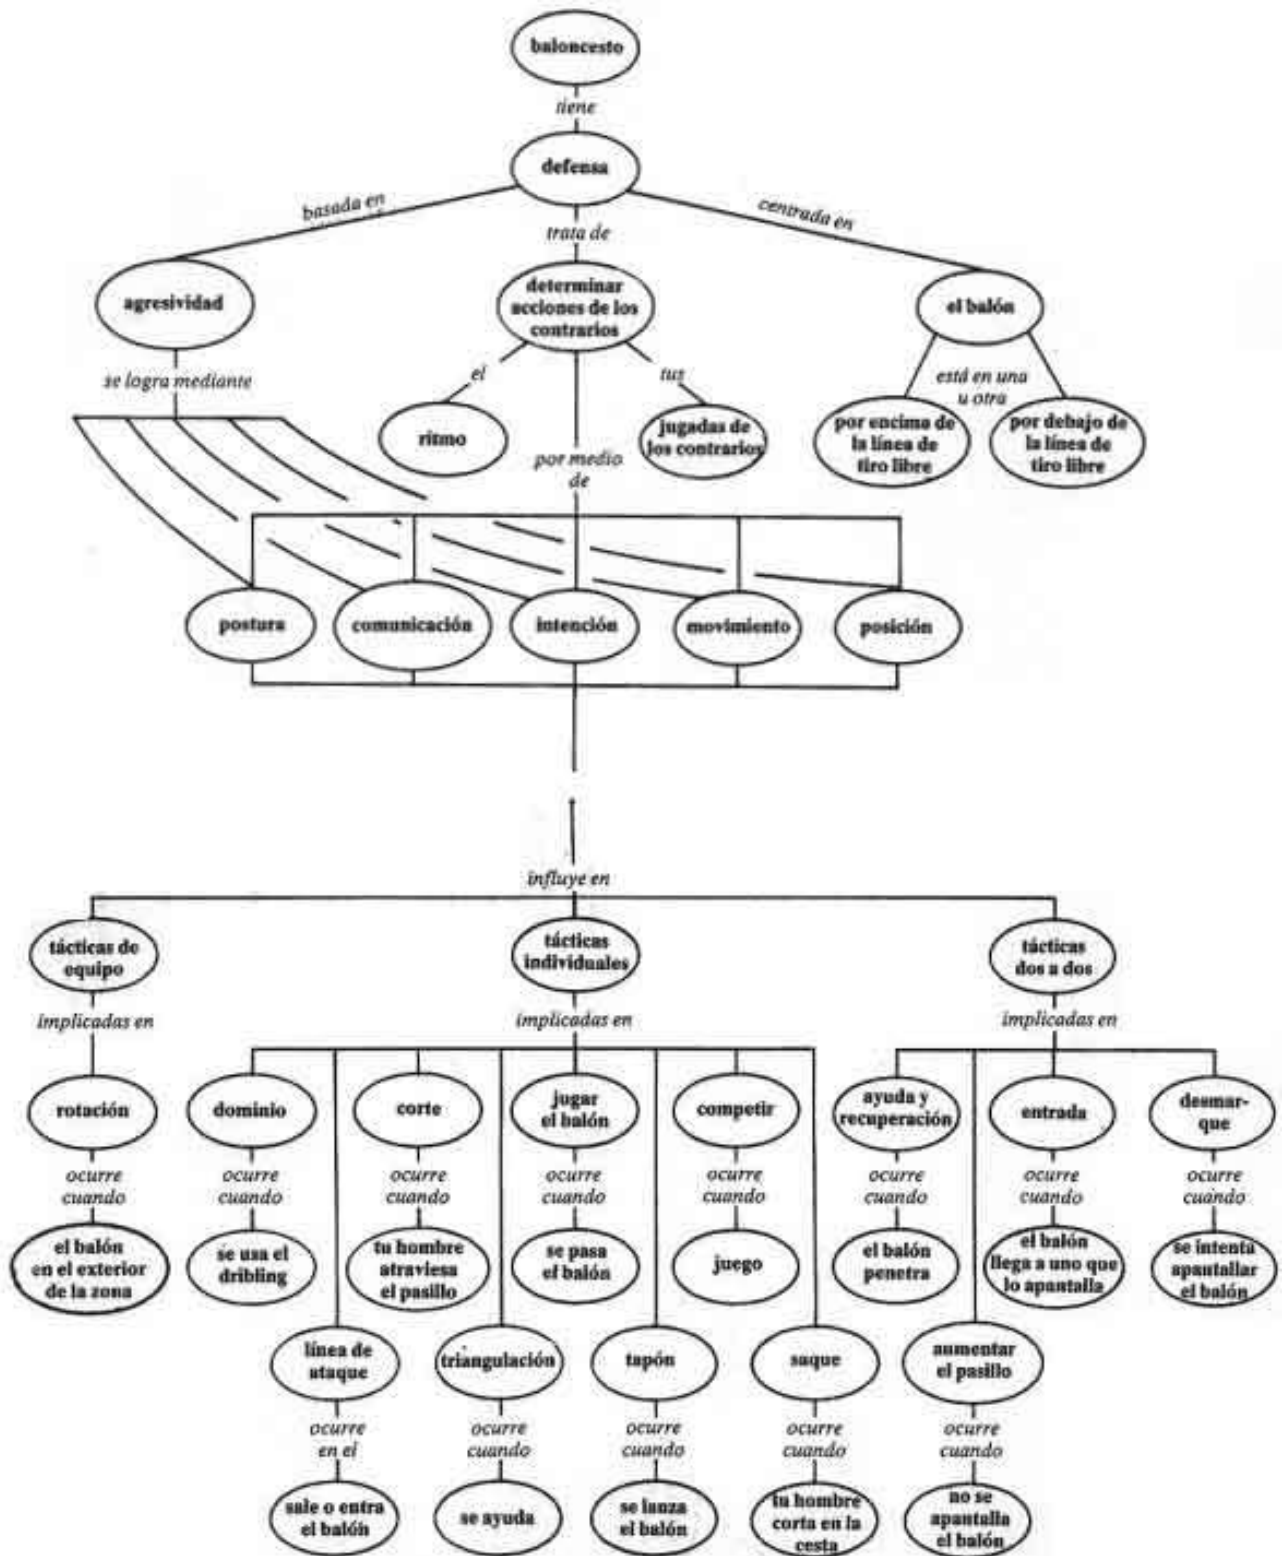 baloncesto
tiene
defensa
basada en
trata de
centrada en
agresividad
determinar
acciones de los
contrarios
el balón
se logra mediante
el
tus
está en una
u otra
ritmo
jugadas de
los contrarios
por encima de
la línea de
tiro libre
por debajo de
la línea de
tiro libre
por medio
de
postura
comunicación
intención
movimiento
posición
influye en
tácticas de
equipo
tácticas
individuales
tácticas
dos a dos
implicadas en
implicadas en
implicadas en
rotación
dominio
corte
jugar
el balón
competir
ayuda y
recuperación
entrada
desmar-
que
ocurre
cuando
ocurre
cuando
ocurre
cuando
ocurre
cuando
ocurre
cuando
ocurre
cuando
ocurre
cuando
ocurre
cuando
el balón
en el exterior
de la zona
se usa el
dribling
tu hombre
atraviesa
el pasillo
se pasa
el balón
juego
el balón
penetra
el balón
llega a uno que
lo apantalla
se intenta
apantallar
el balón
línea de
ataque
triangulación
tapón
saque
aumentar
el pasillo
ocurre
en el
ocurre
cuando
ocurre
cuando
ocurre
cuando
ocurre
cuando
sale o entra
el balón
se ayuda
se lanza
el balón
tu hombre
corta en la
cesta
no se
apantalla
el balón